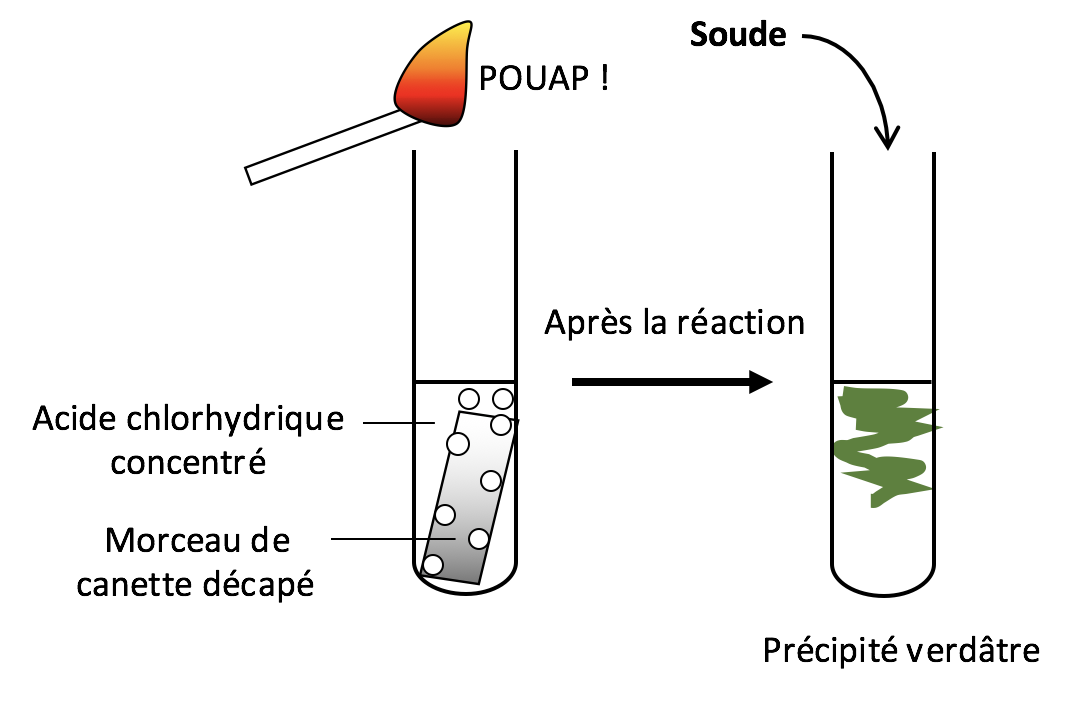 Soude
POUAP !
Après la réaction
Acide chlorhydrique
concentré
Morceau de
canette décapé
Précipité verdâtre